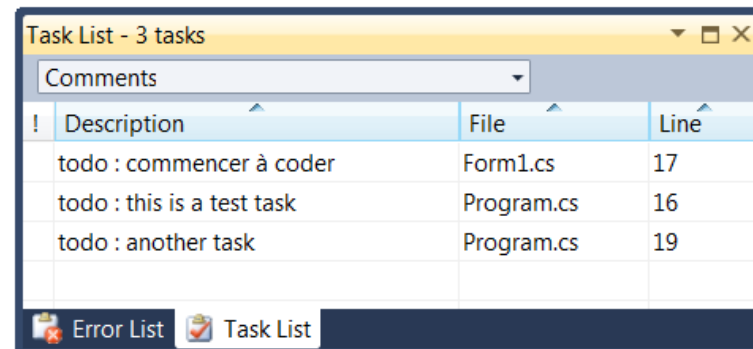 Task List - 3 tasks
Comments
! Description File Line
todo : commencer à coder Form1.cs 17
todo : this is a test task Program.cs 16
todo : another task Program.cs 19
Error List Task List